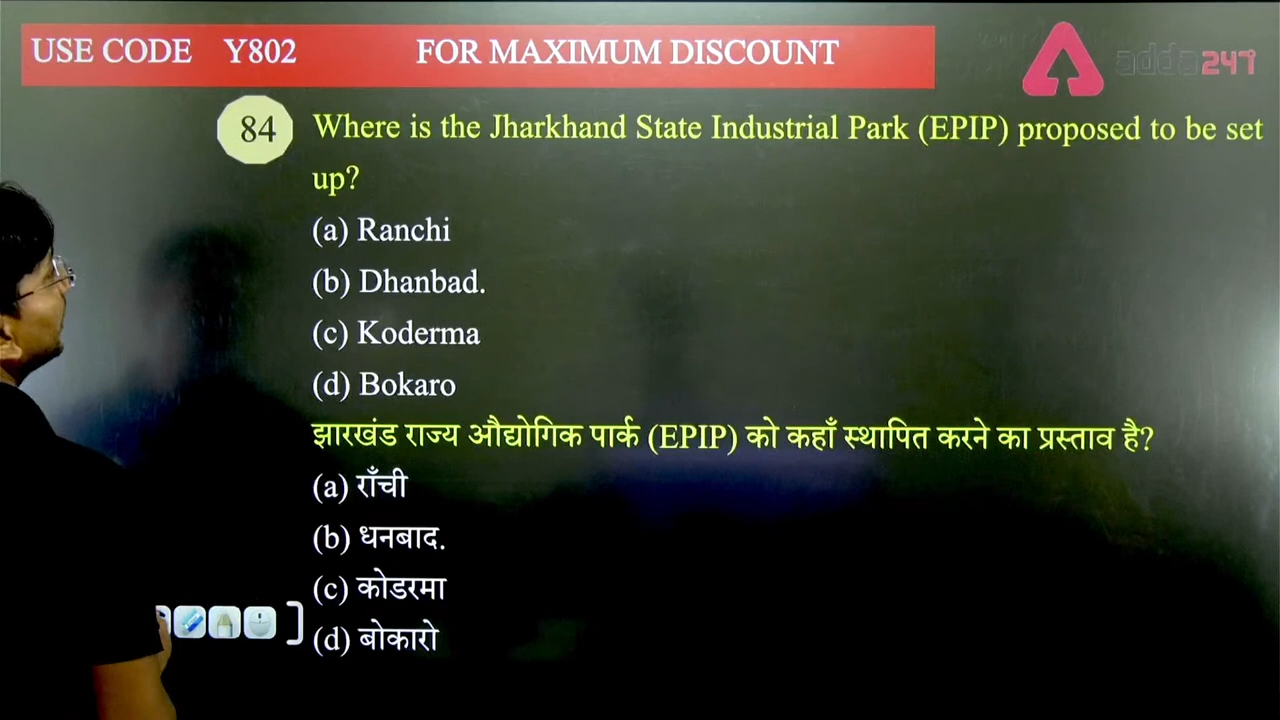 USE CODE Y802 FOR MAXIMUM DISCOUNT
adda247
84 Where is the Jharkhand State Industrial Park (EPIP) proposed to be set
up?
(a) Ranchi
(b) Dhanbad.
(c) Koderma
(d) Bokaro
झारखंड राज्य औद्योगिक पार्क (EPIP) को कहाँ स्थापित करने का प्रस्ताव है?
(a) राँची
(b) धनबाद.
(c) कोडरमा
(d) बोकारो